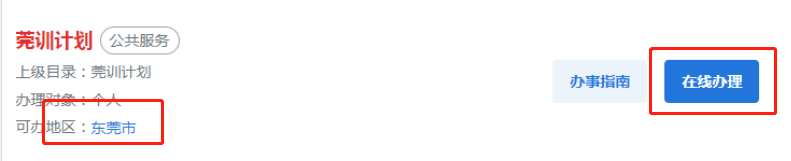 莞训计划 公共服务
上级目录：莞训计划
办理对象：个人
可办地区：东莞市
办事指南 在线办理